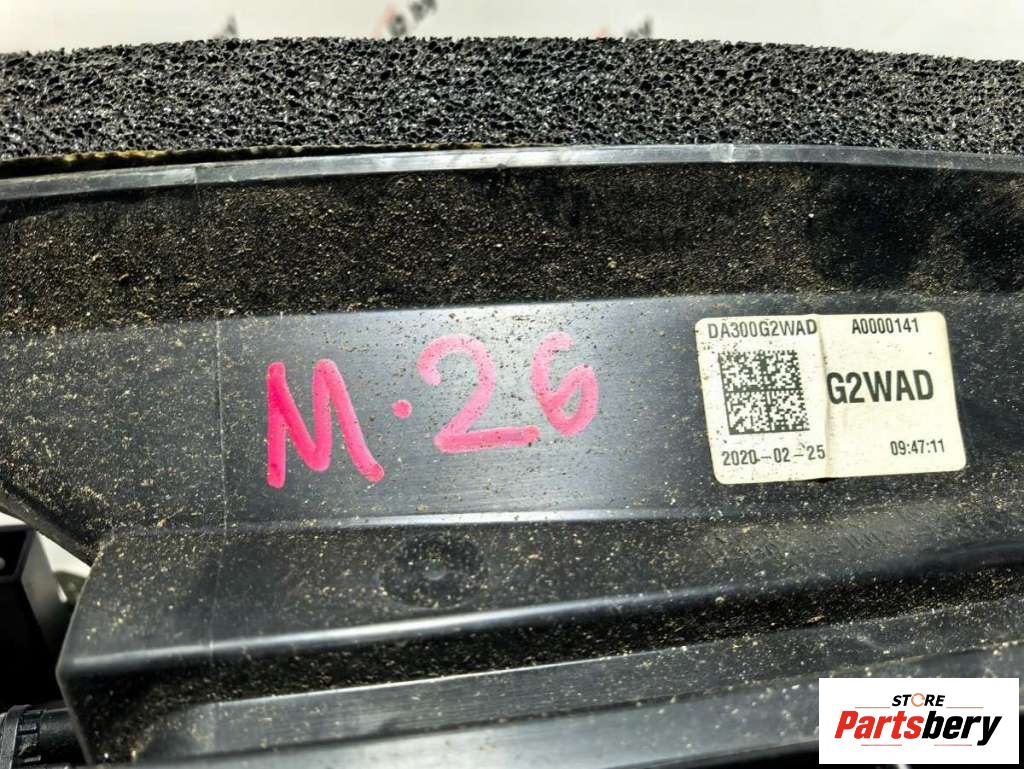 M·26
DA300G2WAD A0000141
G2WAD
2020-02-25 09:47:11
STORE
Partsbery